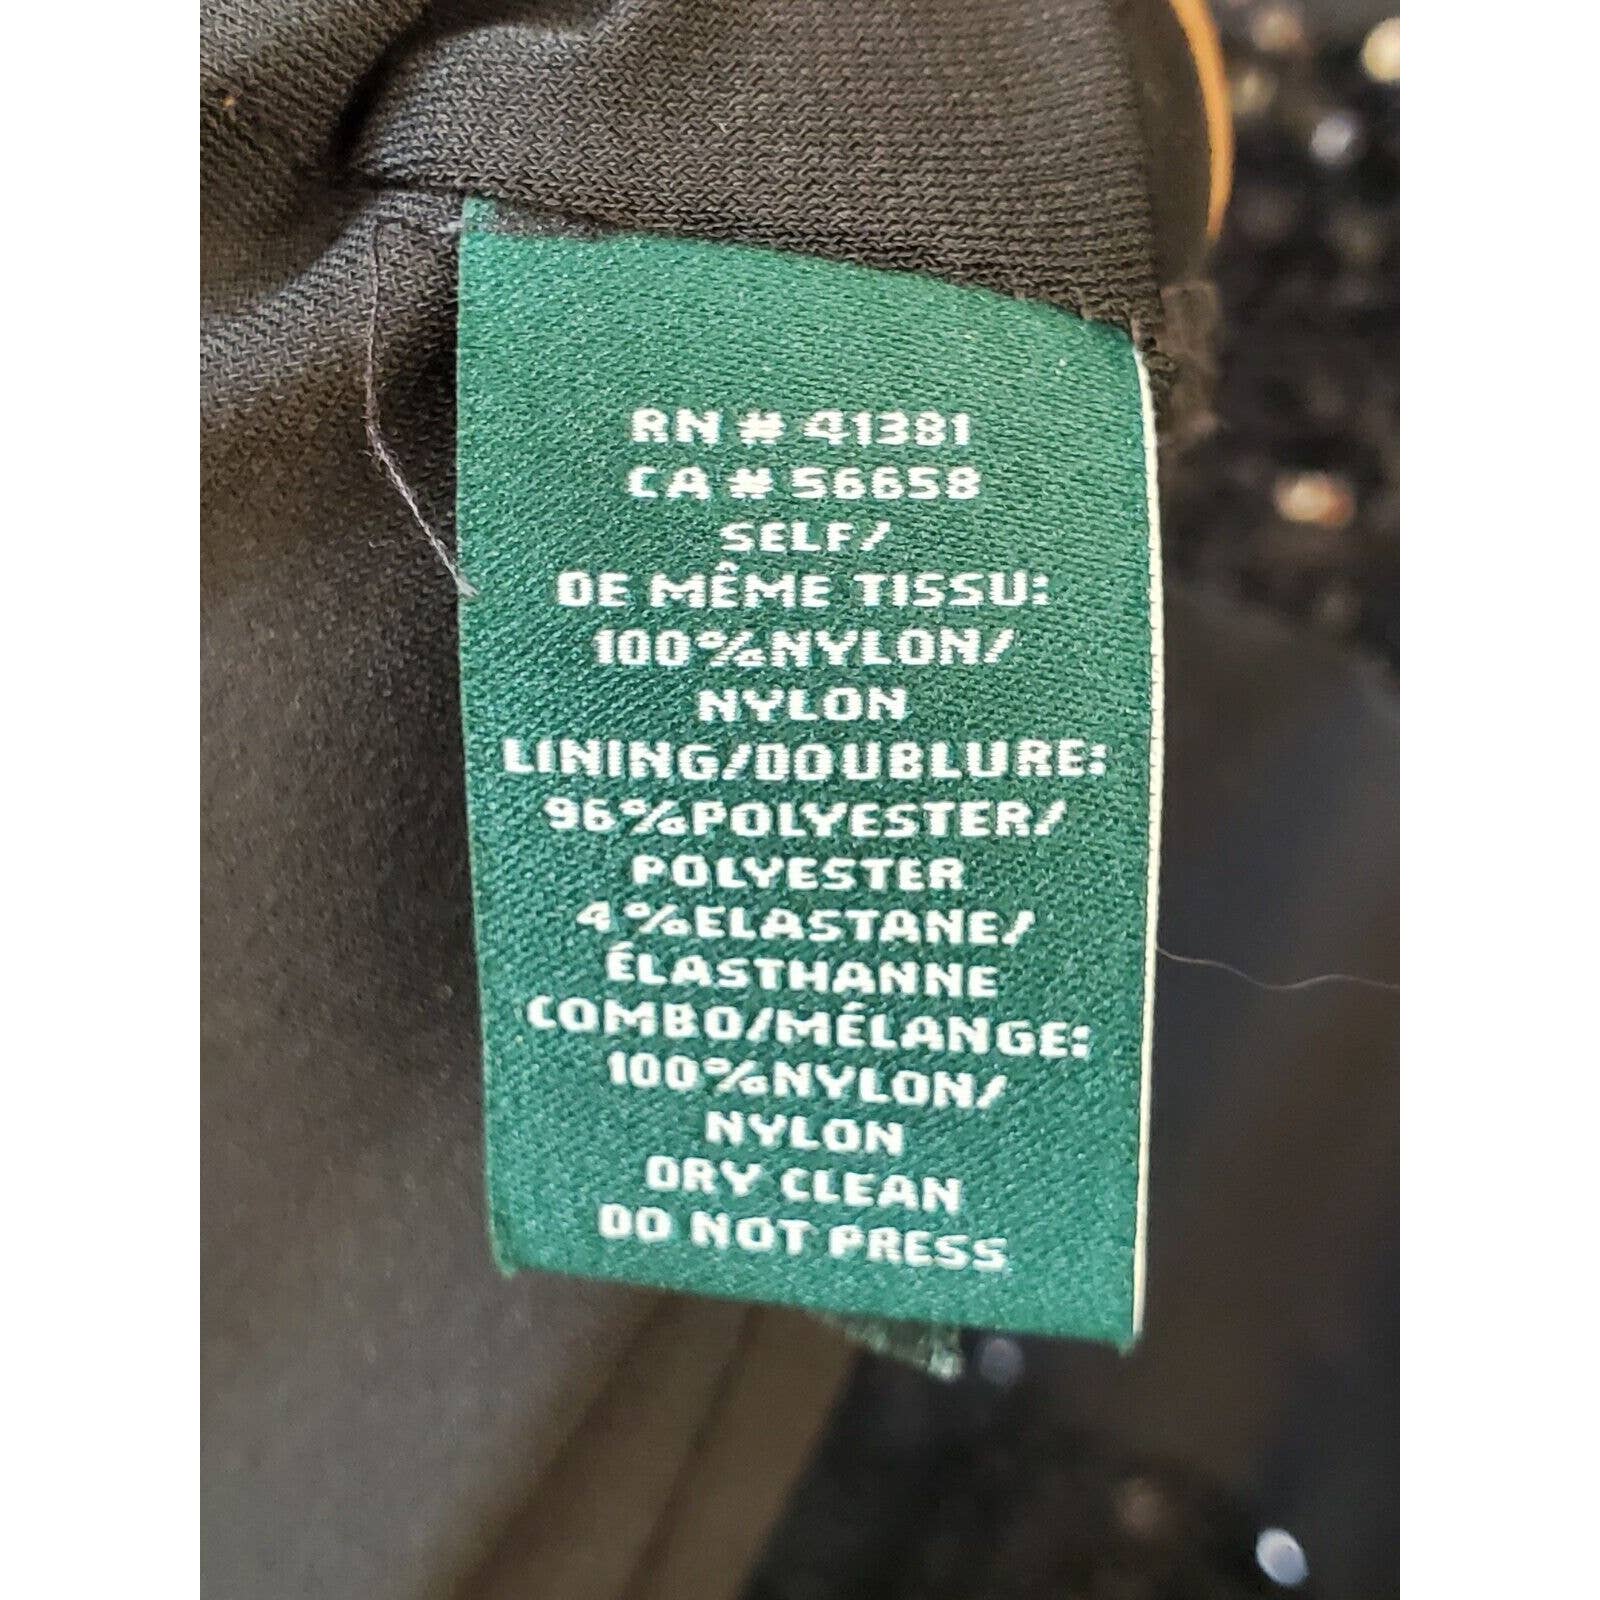 RN # 41381
CA # 56658
SELF/
DE MÊME TISSU:
100%NYLON/
NYLON
LINING/DOUBLURE:
96%POLYESTER/
POLYESTER
4%ELASTANE/
ÉLASTHANNE
COMBO/MÉLANGE:
100%NYLON/
NYLON
DRY CLEAN
DO NOT PRESS